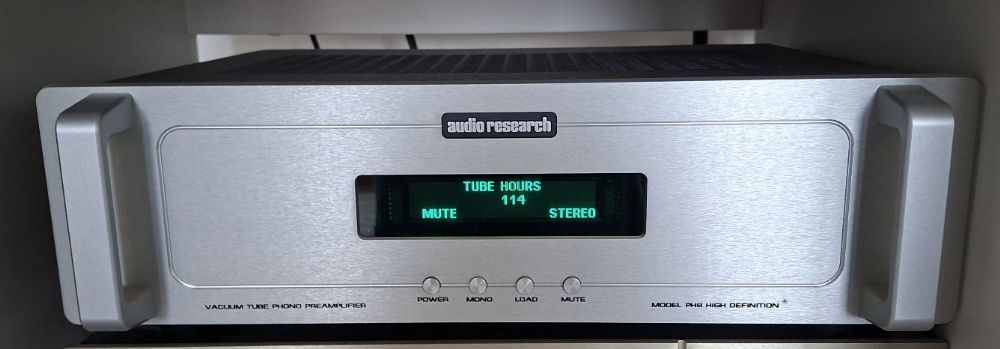 audio research
TUBE HOURS
114
MUTE STEREO
POWER MONO LOAD MUTE
VACUUM TUBE PHONO PREAMPLIFIER
MODEL PH8 HIGH DEFINITION ®